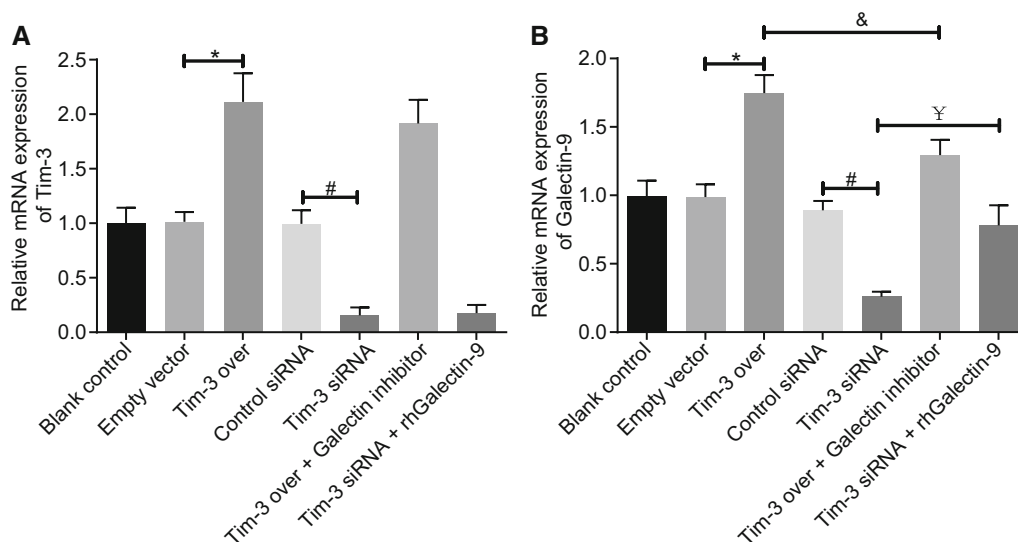 A
Relative mRNA expression
of Tim-3
2.5
2.0
1.5
1.0
0.5
0.0
*
#
Blank control
Empty vector
Tim-3 over
Control siRNA
Tim-3 siRNA
Tim-3 over + Galectin inhibitor
Tim-3 siRNA + rhGalectin-9
B
Relative mRNA expression
of Galectin-9
2.0
1.5
1.0
0.5
0.0
*
&
#
¥
Blank control
Empty vector
Tim-3 over
Control siRNA
Tim-3 siRNA
Tim-3 over + Galectin inhibitor
Tim-3 siRNA + rhGalectin-9